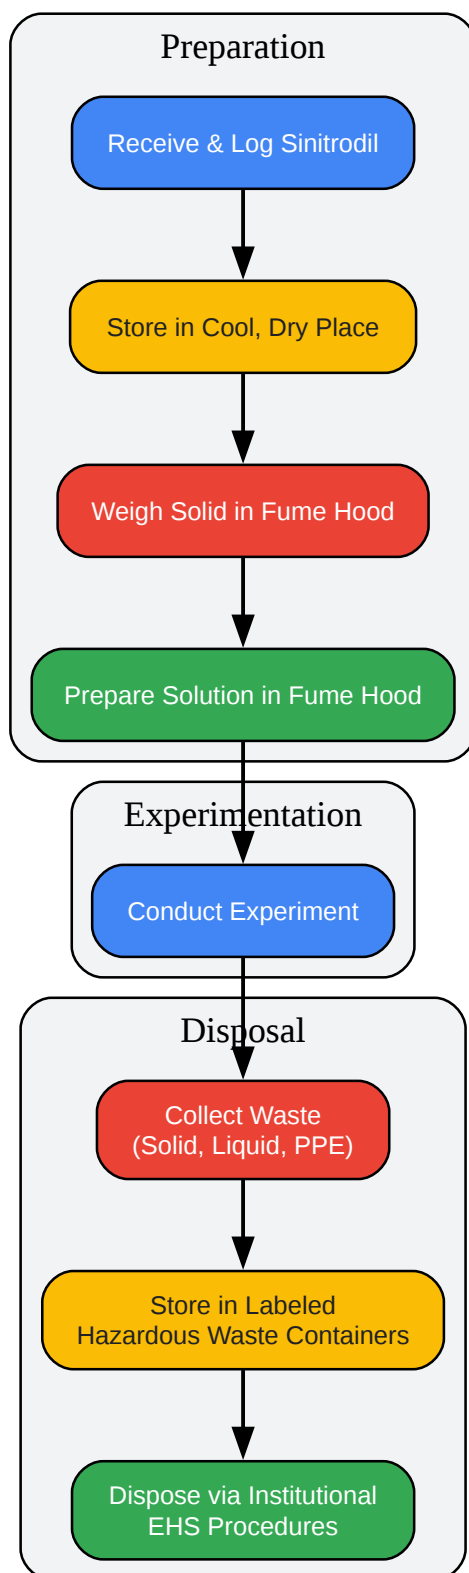 Preparation
Receive & Log Sinitrodil
Store in Cool, Dry Place
Weigh Solid in Fume Hood
Prepare Solution in Fume Hood
Experimentation
Conduct Experiment
Disposal
Collect Waste
(Solid, Liquid, PPE)
Store in Labeled
Hazardous Waste Containers
Dispose via Institutional
EHS Procedures